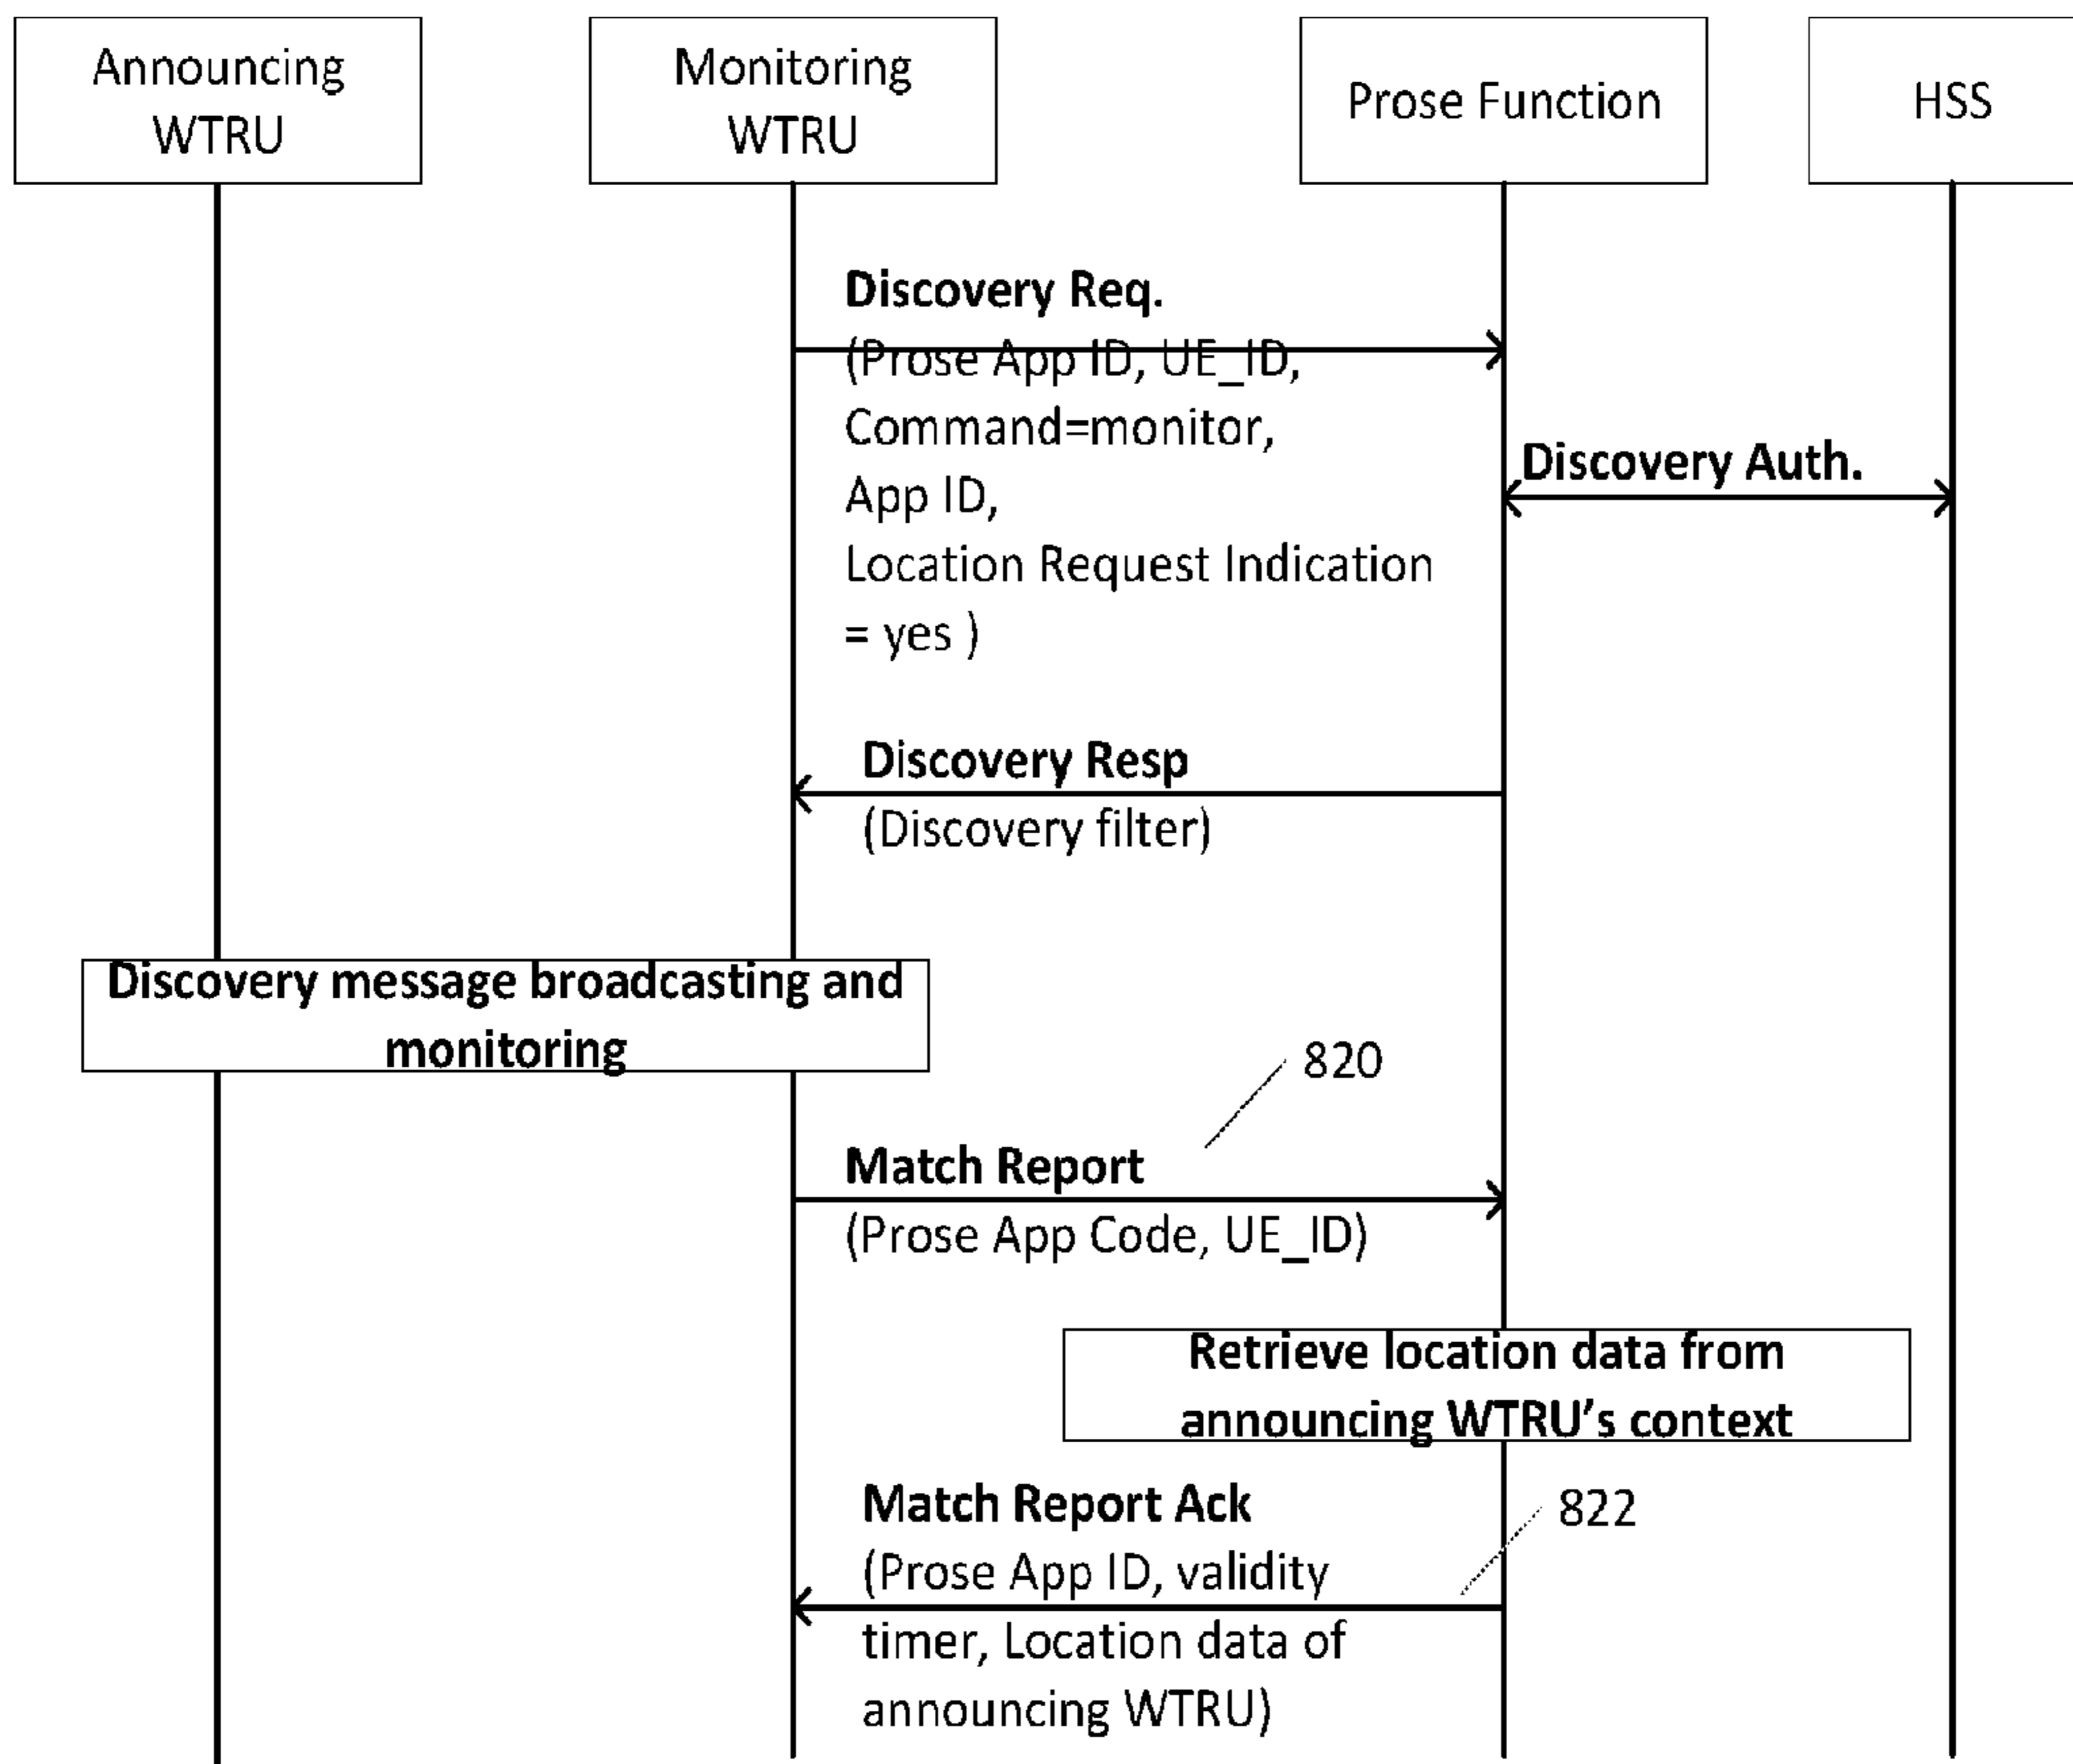 Announcing
WTRU
Monitoring
WTRU
Prose Function
HSS
Discovery Req.
(Prose App ID, UE_ID,
Command=monitor,
App ID,
Location Request Indication
= yes )
Discovery Auth.
Discovery Resp
(Discovery filter)
Discovery message broadcasting and
monitoring
820
Match Report
(Prose App Code, UE_ID)
Retrieve location data from
announcing WTRU’s context
Match Report Ack
822
(Prose App ID, validity
timer, Location data of
announcing WTRU)